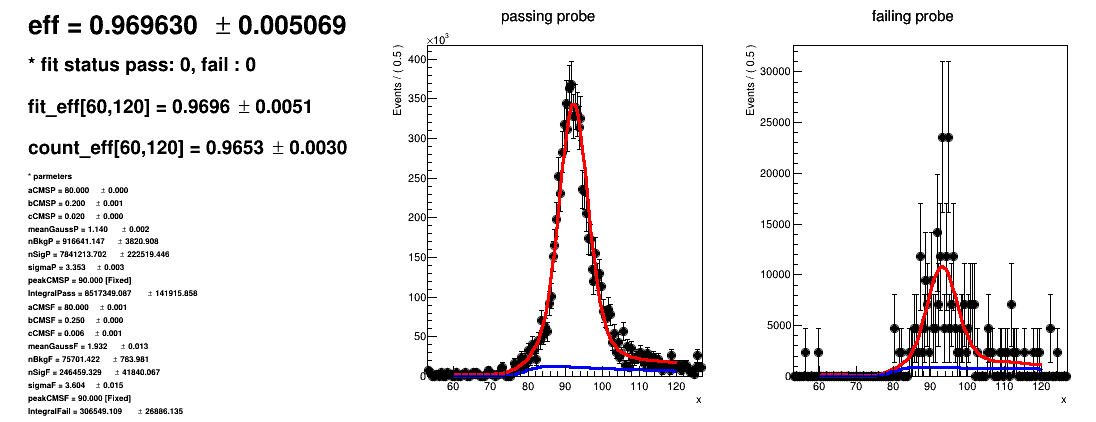 eff = 0.969630 ± 0.005069
* fit status pass: 0, fail : 0
fit_eff[60,120] = 0.9696 ± 0.0051
count_eff[60,120] = 0.9653 ± 0.0030
* parmeters
aCMSP = 80.000 ± 0.000
bCMSP = 0.200 ± 0.001
cCMSP = 0.020 ± 0.000
meanGaussP = 1.140 ± 0.002
nBkgP = 916641.147 ± 3820.908
nSigP = 7841213.702 ± 222519.446
sigmaP = 3.353 ± 0.003
peakCMSP = 90.000 [Fixed]
IntegralPass = 8517349.087 ± 141915.858
aCMSF = 80.000 ± 0.001
bCMSF = 0.250 ± 0.000
cCMSF = 0.006 ± 0.001
meanGaussF = 1.932 ± 0.013
nBkgF = 75701.422 ± 763.981
nSigF = 246459.329 ± 41840.067
sigmaF = 3.604 ± 0.015
peakCMSF = 90.000 [Fixed]
IntegralFail = 306549.109 ± 26886.135
passing probe
×10³
Events / ( 0.5 )
400
350
300
250
200
150
100
50
0
60 70 80 90 100 110 120
x
failing probe
Events / ( 0.5 )
30000
25000
20000
15000
10000
5000
0
60 70 80 90 100 110 120
x